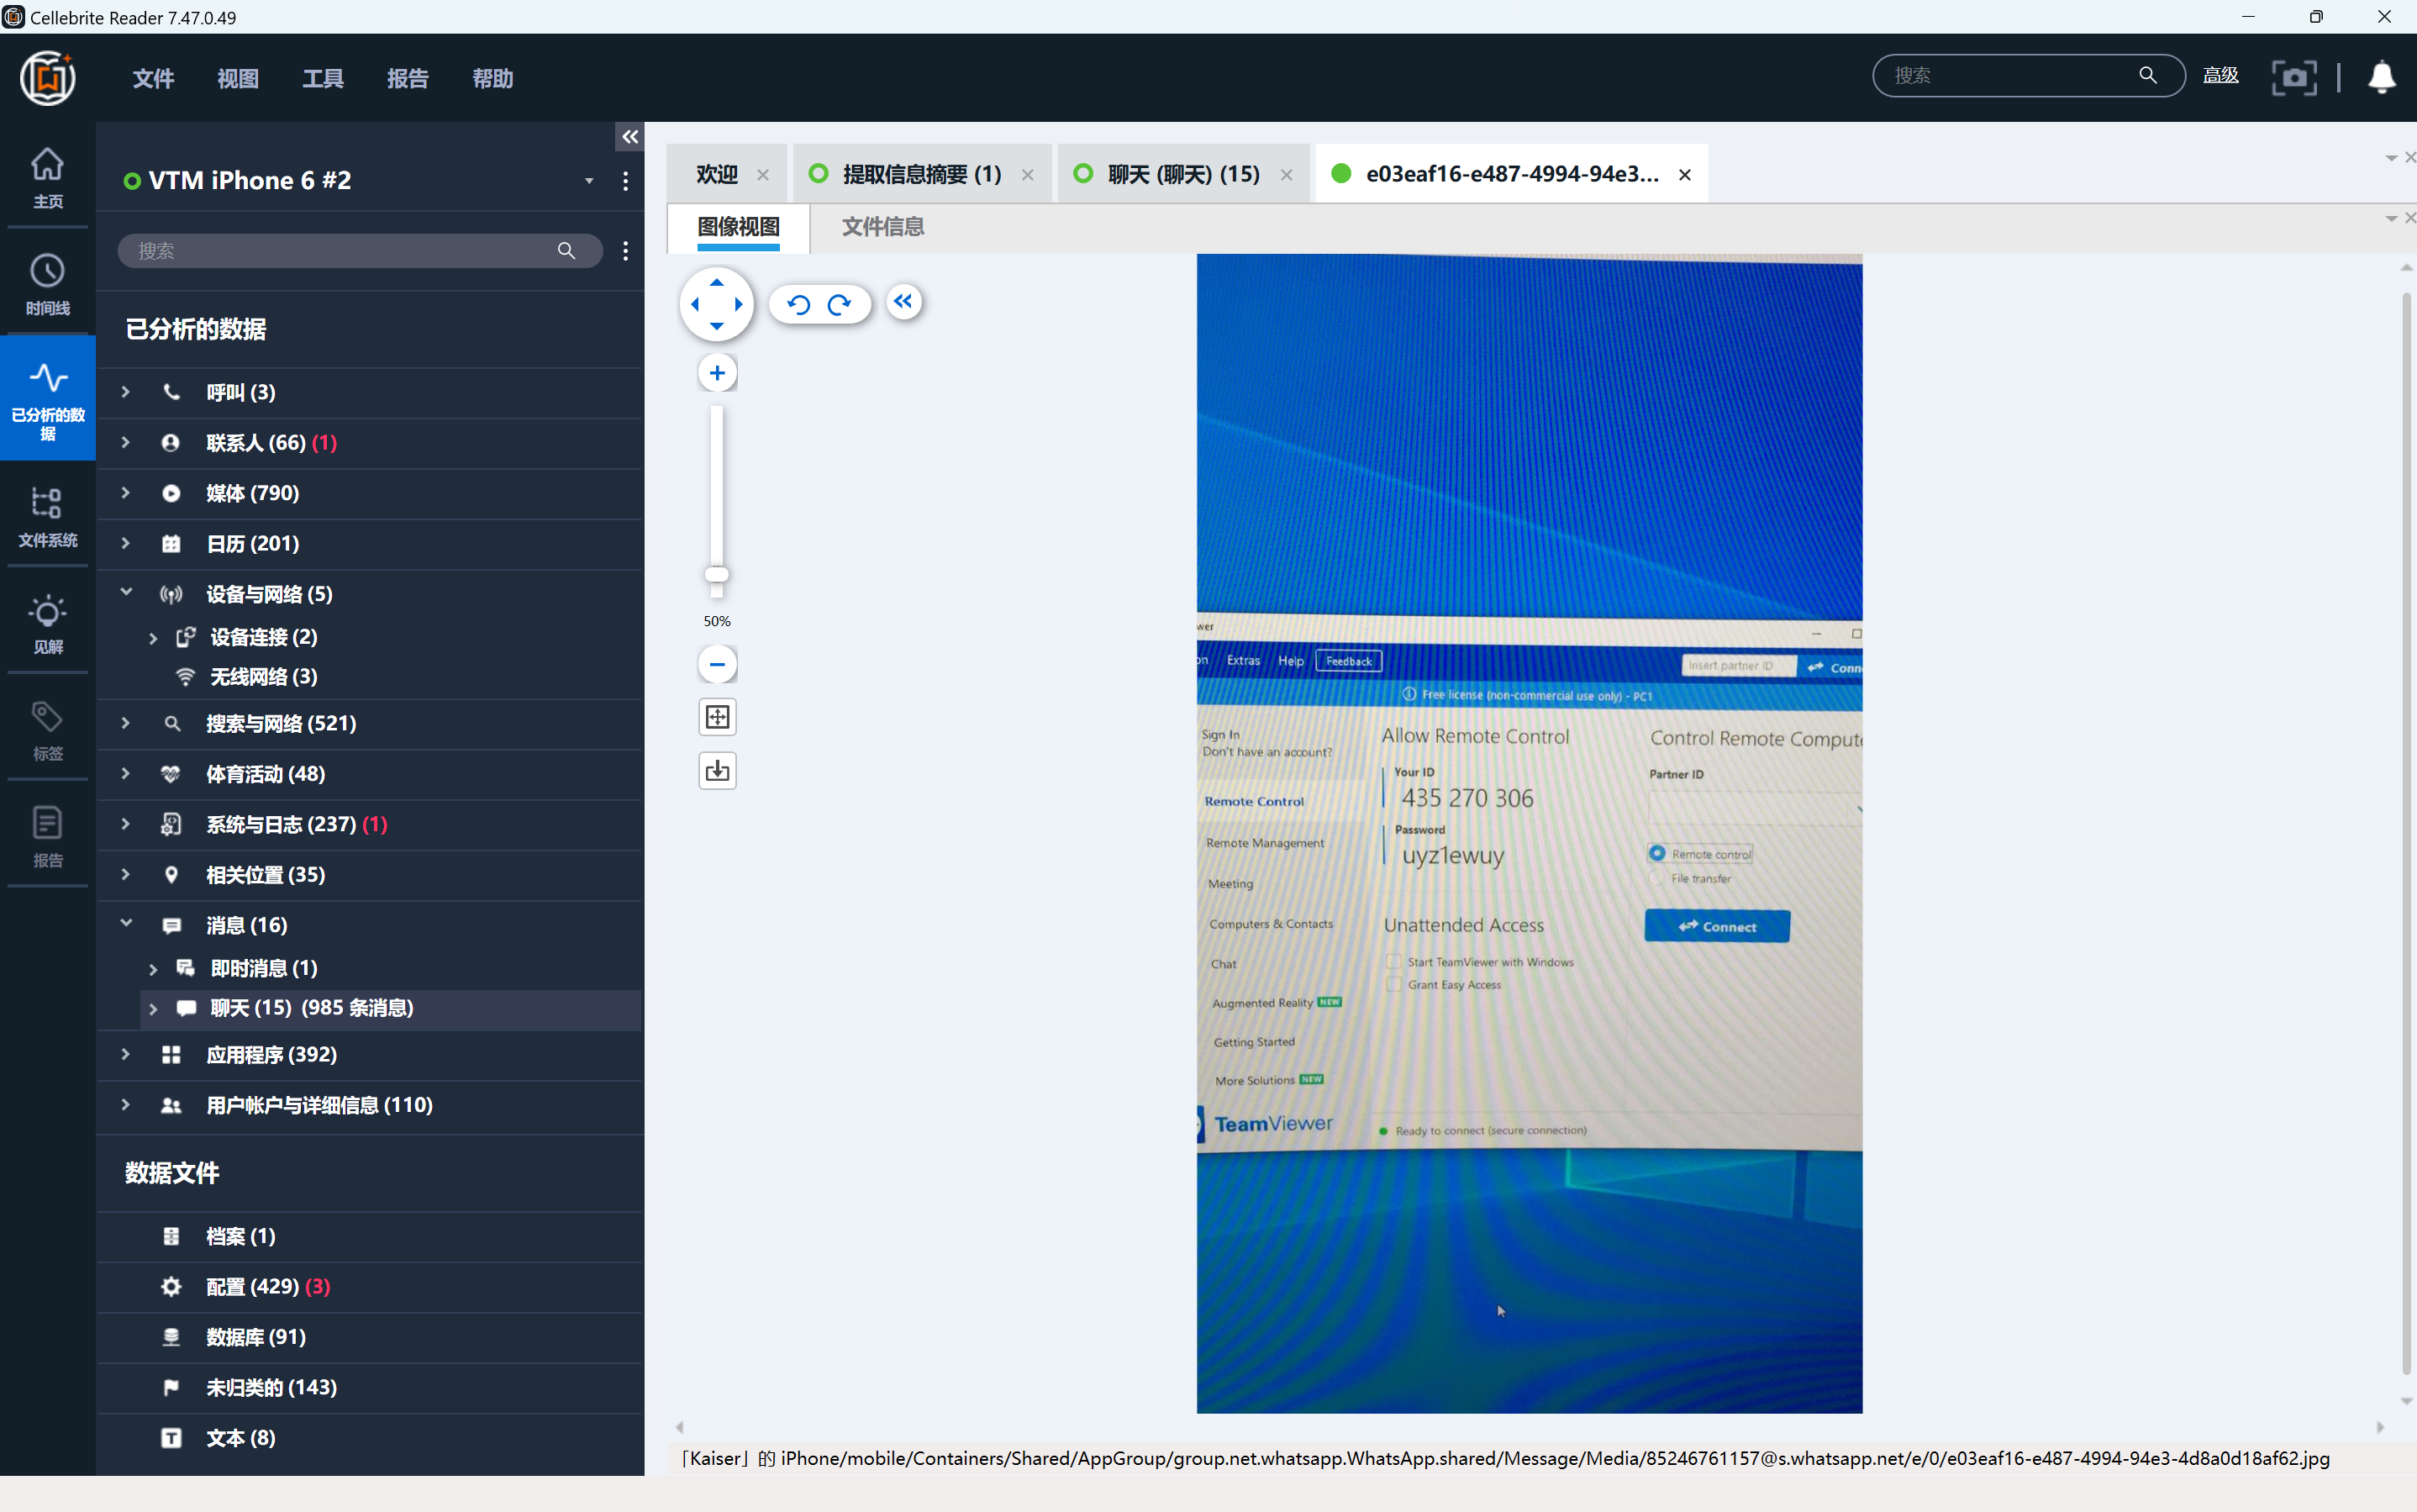 Cellebrite Reader 7.47.0.49
文件 视图 工具 报告 帮助
搜索
高级
主页
时间线
已分析的数据
文件系统
见解
标签
报告
VTM iPhone 6 #2
搜索
已分析的数据
呼叫 (3)
联系人 (66) (1)
媒体 (790)
日历 (201)
设备与网络 (5)
设备连接 (2)
无线网络 (3)
搜索与网络 (521)
体育活动 (48)
系统与日志 (237) (1)
相关位置 (35)
消息 (16)
即时消息 (1)
聊天 (15) (985 条消息)
应用程序 (392)
用户帐户与详细信息 (110)
数据文件
档案 (1)
配置 (429) (3)
数据库 (91)
未归类的 (143)
文本 (8)
欢迎
提取信息摘要 (1)
聊天 (聊天) (15)
e03eaf16-e487-4994-94e3...
图像视图
文件信息
50%
wer
on Extras Help Feedback
Insert partner ID
Conn
Free license (non-commercial use only) - PC1
Sign In
Don't have an account?
Remote Control
Remote Management
Meeting
Computers & Contacts
Chat
Augmented Reality NEW
Getting Started
More Solutions NEW
TeamViewer
Allow Remote Control
Your ID
435 270 306
Password
uyz1ewuy
Unattended Access
Start TeamViewer with Windows
Grant Easy Access
Ready to connect (secure connection)
Control Remote Compute
Partner ID
Remote control
File transfer
Connect
「Kaiser」的 iPhone/mobile/Containers/Shared/AppGroup/group.net.whatsapp.WhatsApp.shared/Message/Media/85246761157@s.whatsapp.net/e/0/e03eaf16-e487-4994-94e3-4d8a0d18af62.jpg